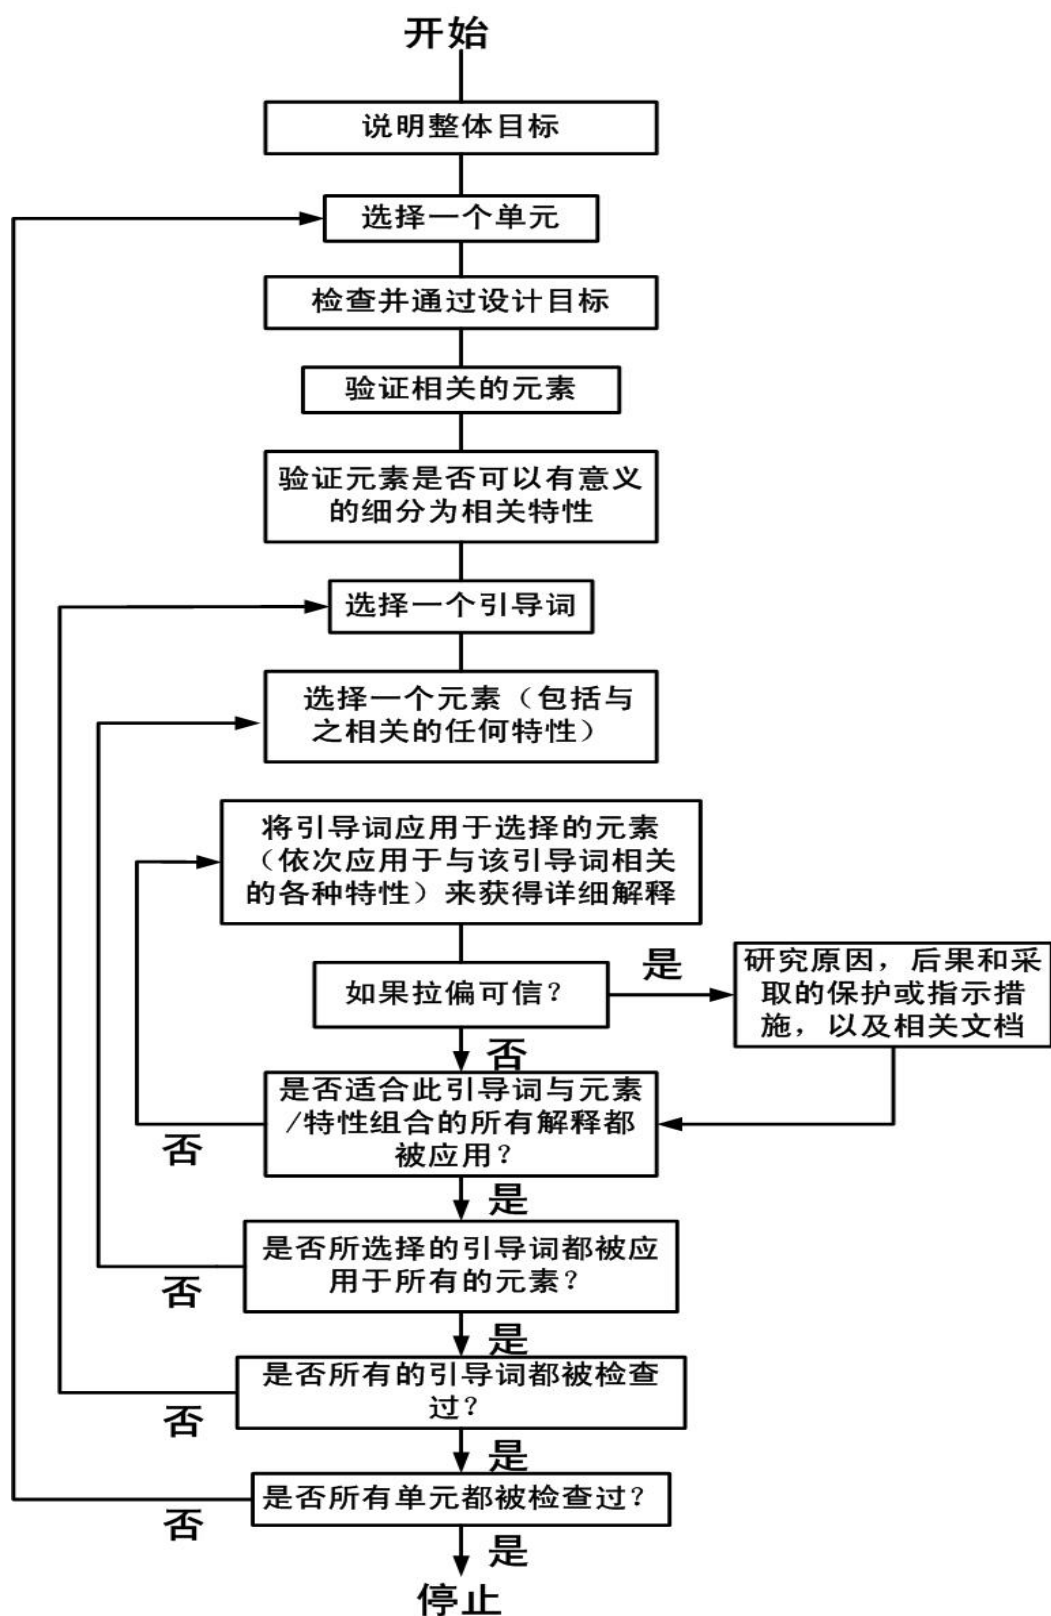 开始
说明整体目标
选择一个单元
检查并通过设计目标
验证相关的元素
验证元素是否可以有意义
的细分为相关特性
选择一个引导词
选择一个元素（包括与
之相关的任何特性）
将引导词应用于选择的元素
（依次应用于与该引导词相关
的各种特性）来获得详细解释
如果拉偏可信？
是
研究原因，后果和采
取的保护或指示措
施，以及相关文档
否
是否适合此引导词与元素
/特性组合的所有解释都
被应用？
否
是
是否所选择的引导词都被应
用于所有的元素？
否
是
是否所有的引导词都被检查
过？
否
是
是否所有单元都被检查过？
否
是
停止